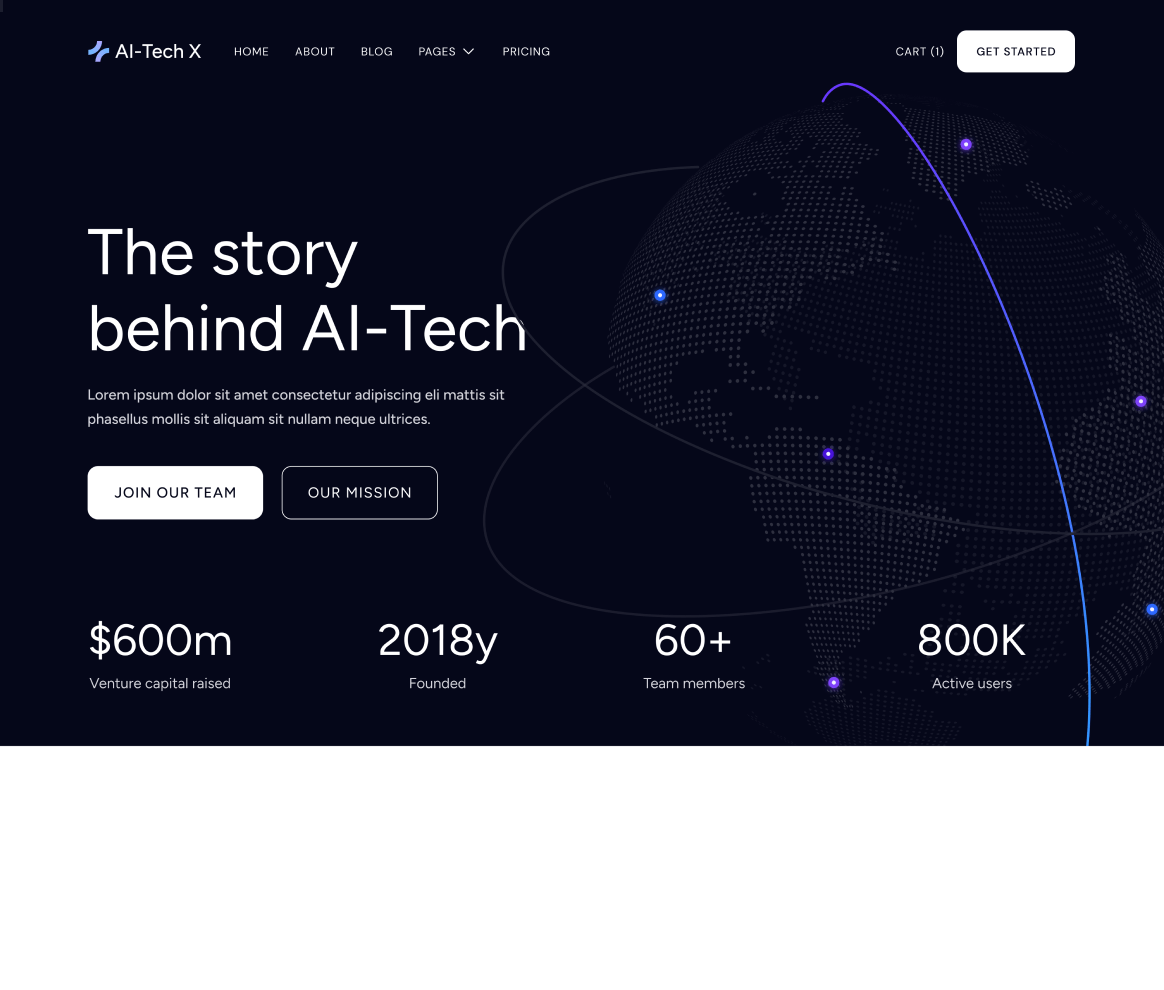 AI-Tech X
HOME
ABOUT
BLOG
PAGES
PRICING
CART (1)
GET STARTED
The story
behind AI-Tech
Lorem ipsum dolor sit amet consectetur adipiscing eli mattis sit
phasellus mollis sit aliquam sit nullam neque ultrices.
JOIN OUR TEAM
OUR MISSION
$600m
Venture capital raised
2018y
Founded
60+
Team members
800K
Active users